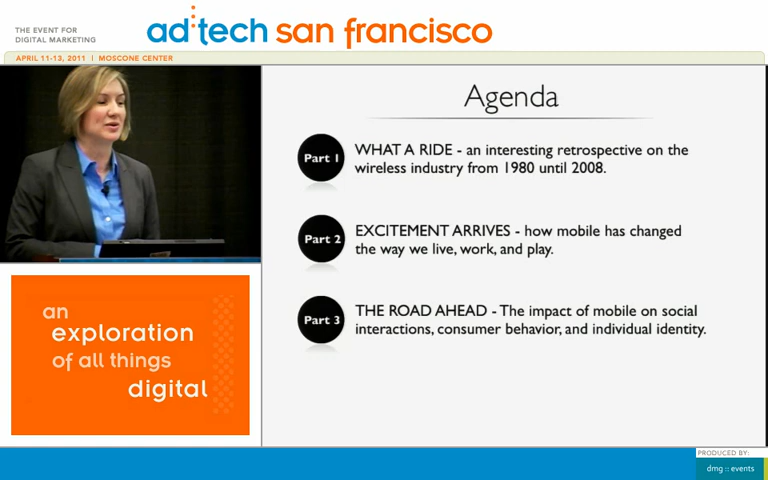 THE EVENT FOR
DIGITAL MARKETING
ad:tech san francisco
APRIL 11-13, 2011 | MOSCONE CENTER
Agenda
Part 1
WHAT A RIDE - an interesting retrospective on the
wireless industry from 1980 until 2008.
Part 2
EXCITEMENT ARRIVES - how mobile has changed
the way we live, work, and play.
Part 3
THE ROAD AHEAD - The impact of mobile on social
interactions, consumer behavior, and individual identity.
an
exploration
of all things
digital
PRODUCED BY:
dmg :: events